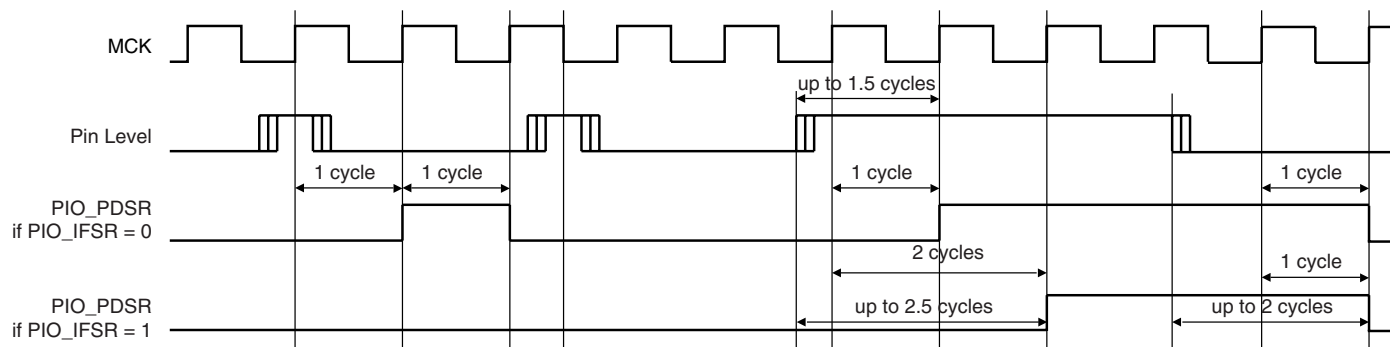 MCK
up to 1.5 cycles
Pin Level
1 cycle
1 cycle
1 cycle
1 cycle
PIO_PDSR
if PIO_IFSR = 0
2 cycles
1 cycle
PIO_PDSR
if PIO_IFSR = 1
up to 2.5 cycles
up to 2 cycles